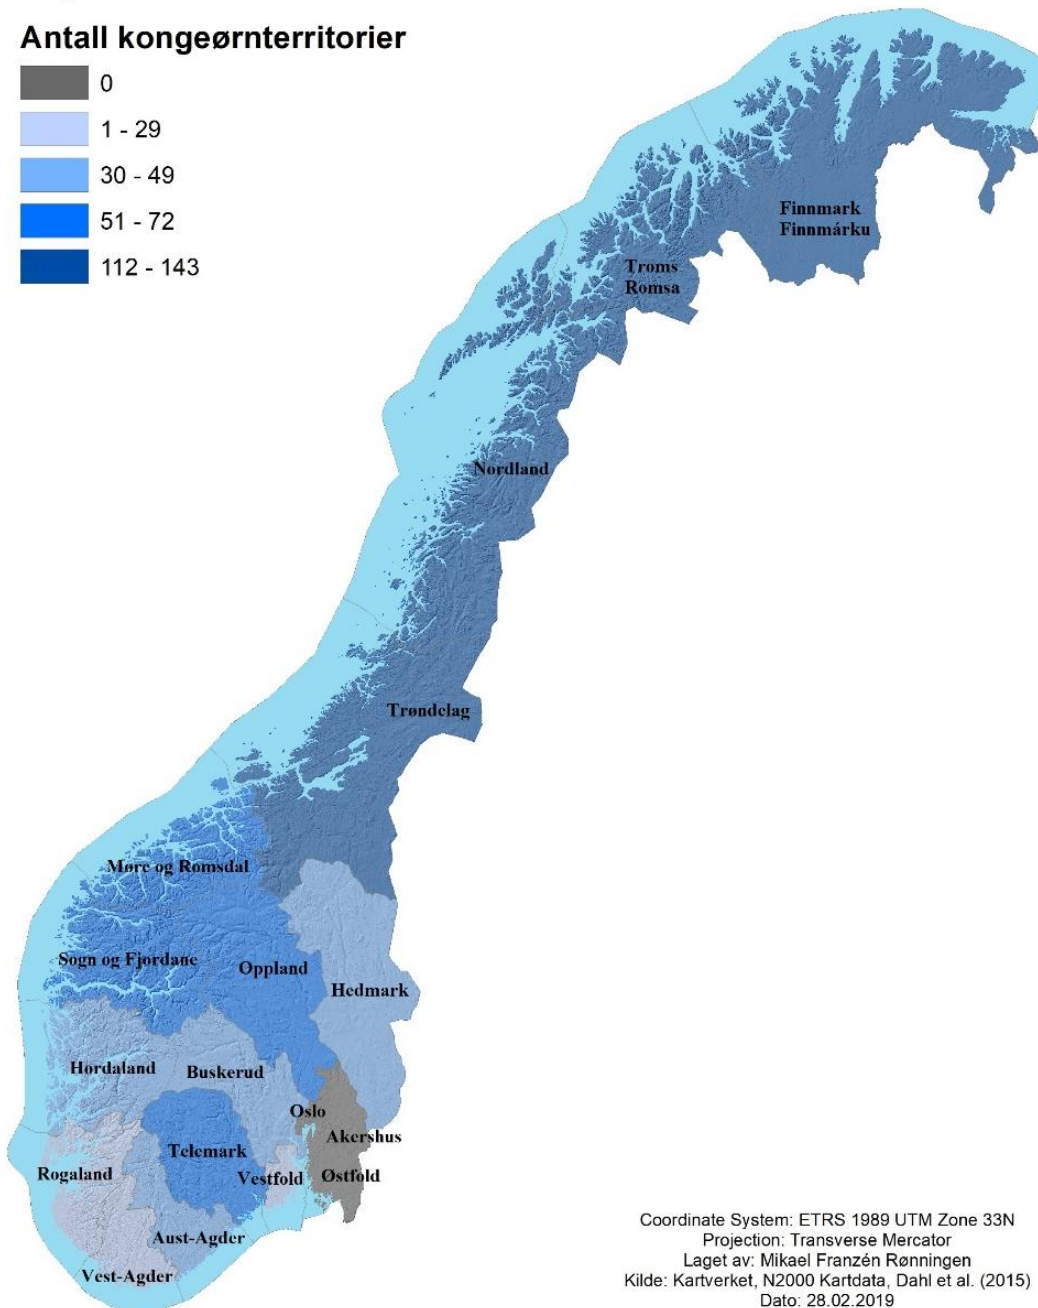 Antall kongeørnterritorier
0
1 - 29
30 - 49
51 - 72
112 - 143
Finnmark
Finnmárku
Troms
Romsa
Nordland
Trøndelag
Møre og Romsdal
Sogn og Fjordane
Oppland
Hedmark
Hordaland
Buskerud
Oslo
Akershus
Telemark
Rogaland
Vestfold
Østfold
Aust-Agder
Vest-Agder
Coordinate System: ETRS 1989 UTM Zone 33N
Projection: Transverse Mercator
Laget av: Mikael Franzén Rønningen
Kilde: Kartverket, N2000 Kartdata, Dahl et al. (2015)
Dato: 28.02.2019